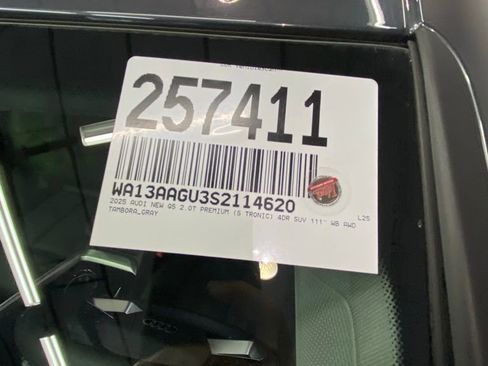 257411
WA13AAGU3S2114620
L25
2025 AUDI NEW Q5 2.0T PREMIUM (S TRONIC) 4DR SUV 111" WB AWD
TAMBORA_GRAY